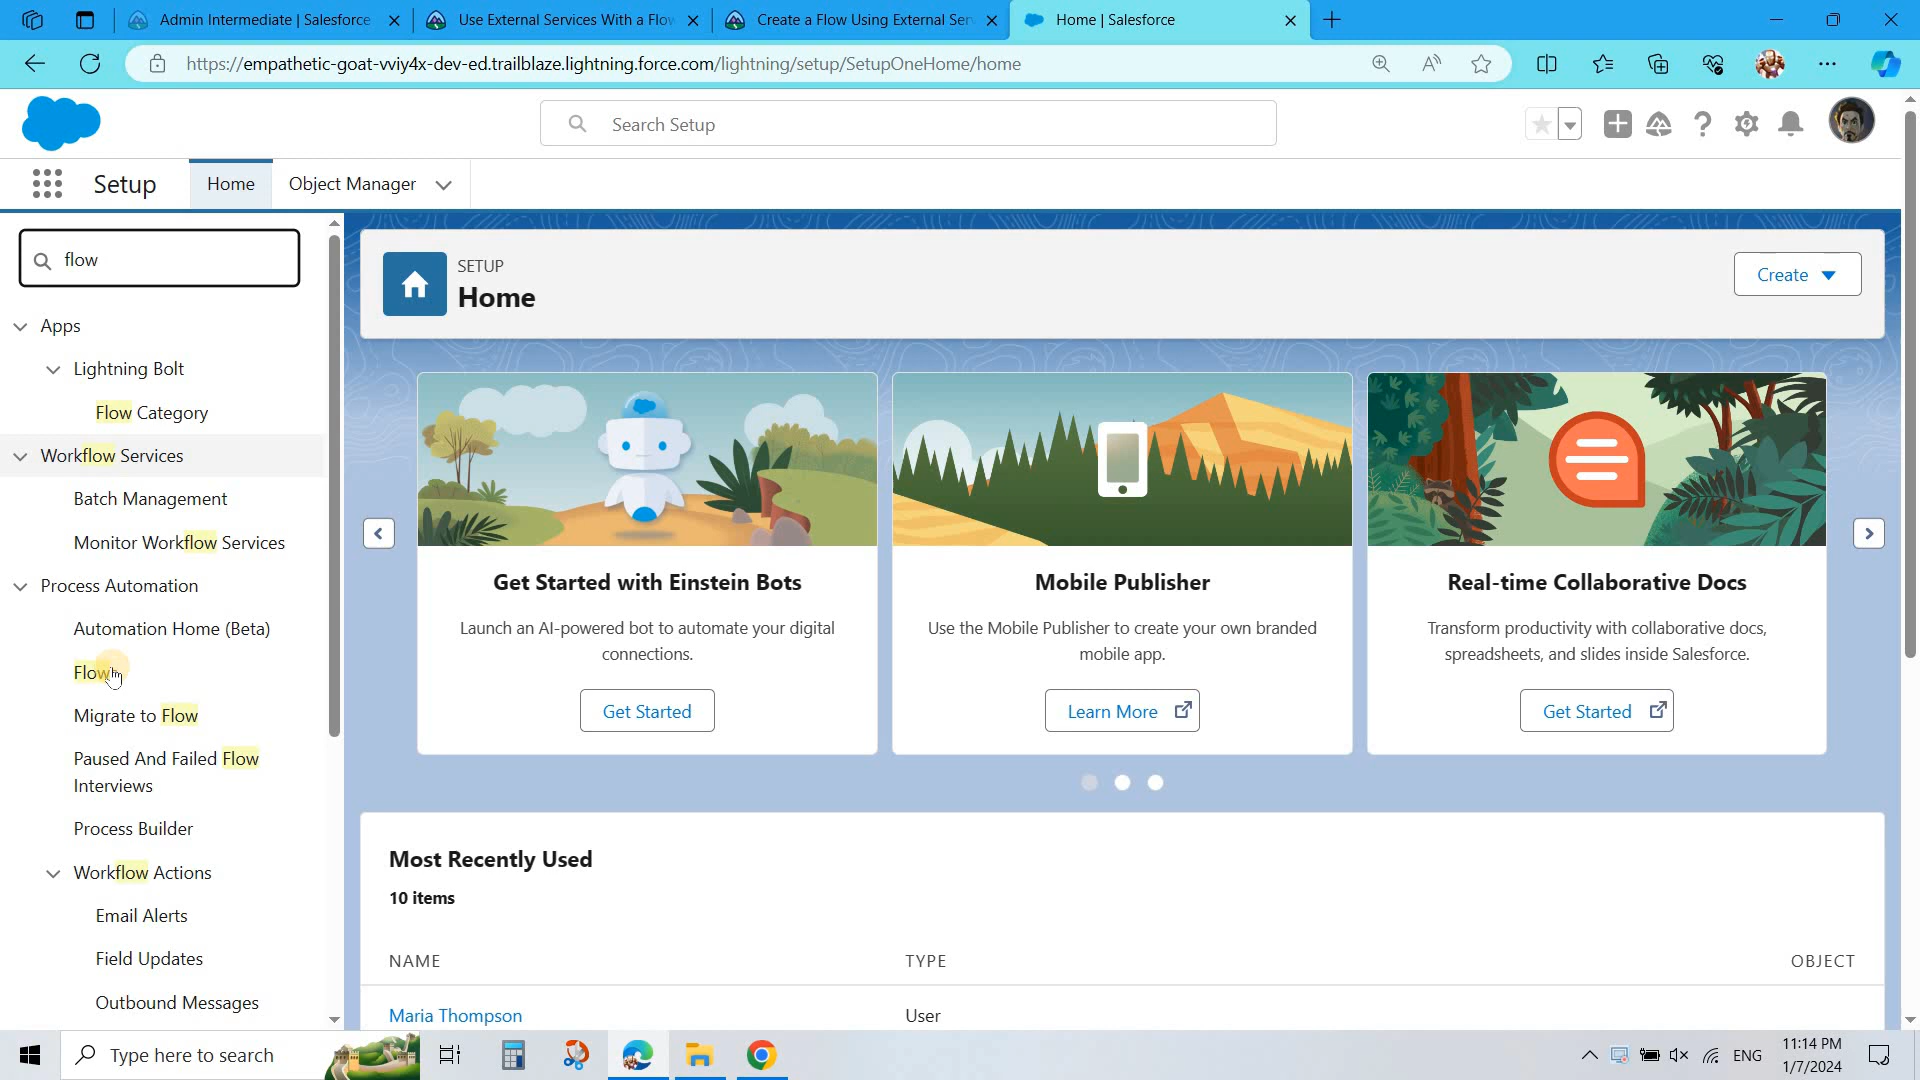 Admin Intermediate | Salesforce
Use External Services With a Flow
Create a Flow Using External Ser
Home | Salesforce
https://empathetic-goat-vviy4x-dev-ed.trailblaze.lightning.force.com/lightning/setup/SetupOneHome/home
Search Setup
Setup
Home
Object Manager
flow
Apps
Lightning Bolt
Flow Category
Workflow Services
Batch Management
Monitor Workflow Services
Process Automation
Automation Home (Beta)
Flows
Migrate to Flow
Paused And Failed Flow
Interviews
Process Builder
Workflow Actions
Email Alerts
Field Updates
Outbound Messages
SETUP
Home
Create
Get Started with Einstein Bots
Launch an AI-powered bot to automate your digital
connections.
Get Started
Mobile Publisher
Use the Mobile Publisher to create your own branded
mobile app.
Learn More
Real-time Collaborative Docs
Transform productivity with collaborative docs,
spreadsheets, and slides inside Salesforce.
Get Started
Most Recently Used
10 items
NAME TYPE OBJECT
Maria Thompson User
Type here to search
ENG
11:14 PM
1/7/2024